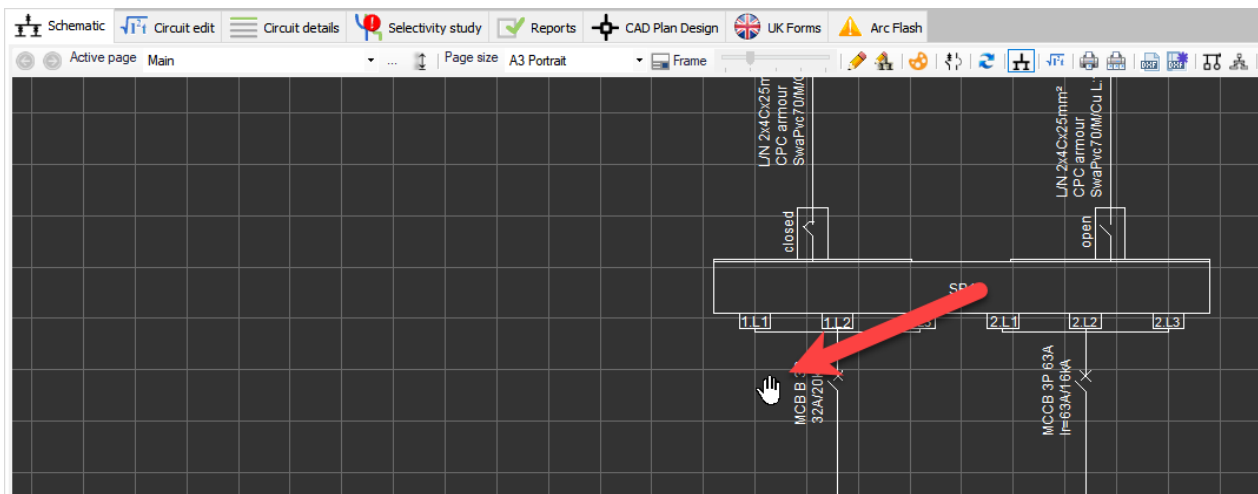 Schematic Circuit edit Circuit details Selectivity study Reports CAD Plan Design UK Forms Arc Flash
Active page Main ... Page size A3 Portrait Frame
L/N 2x4Cx25m
CPC armour
SwaPvc70/M/C
L/N 2x4Cx25mm²
CPC armour
SwaPvc70/M/Cu L:
closed
open
1.L1 1.L2 2.L1 2.L2 2.L3
MCB B
32A/20
MCCB 3P 63A
Ir=63A/16kA